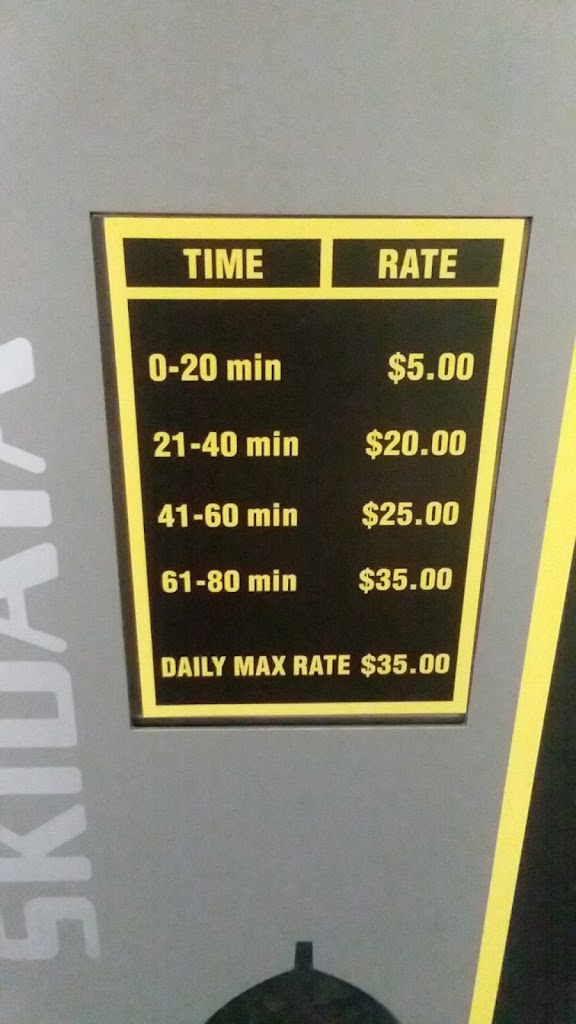 TIME RATE
0-20 min $5.00
21-40 min $20.00
41-60 min $25.00
61-80 min $35.00
DAILY MAX RATE $35.00
SKIDATA